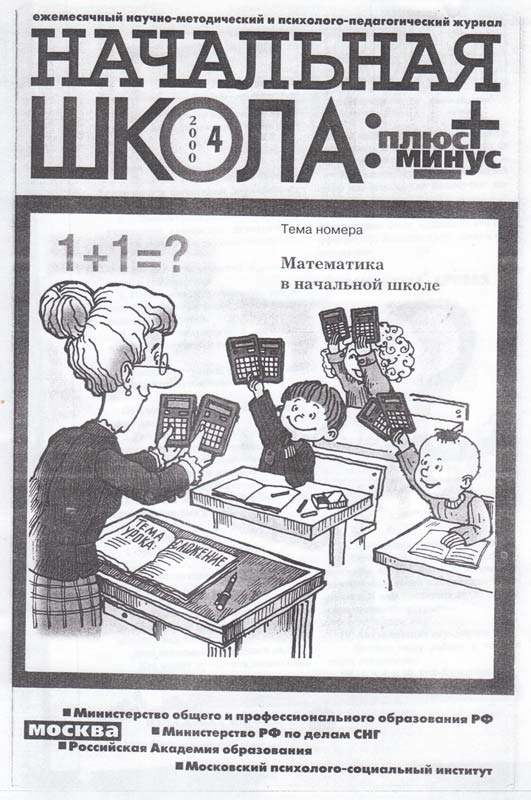 ежемесячный научно-методический и психолого-педагогический журнал
НАЧАЛЬНАЯ
ШКОЛА:
2000
4
плюс +
минус −
1+1=?
Тема номера
Математика
в начальной школе
ТЕМА
УРОКА:
СЛОЖЕНИЕ
Министерство общего и профессионального образования РФ
МОСКВА
Министерство РФ по делам СНГ
Российская Академия образования
Московский психолого-социальный институт